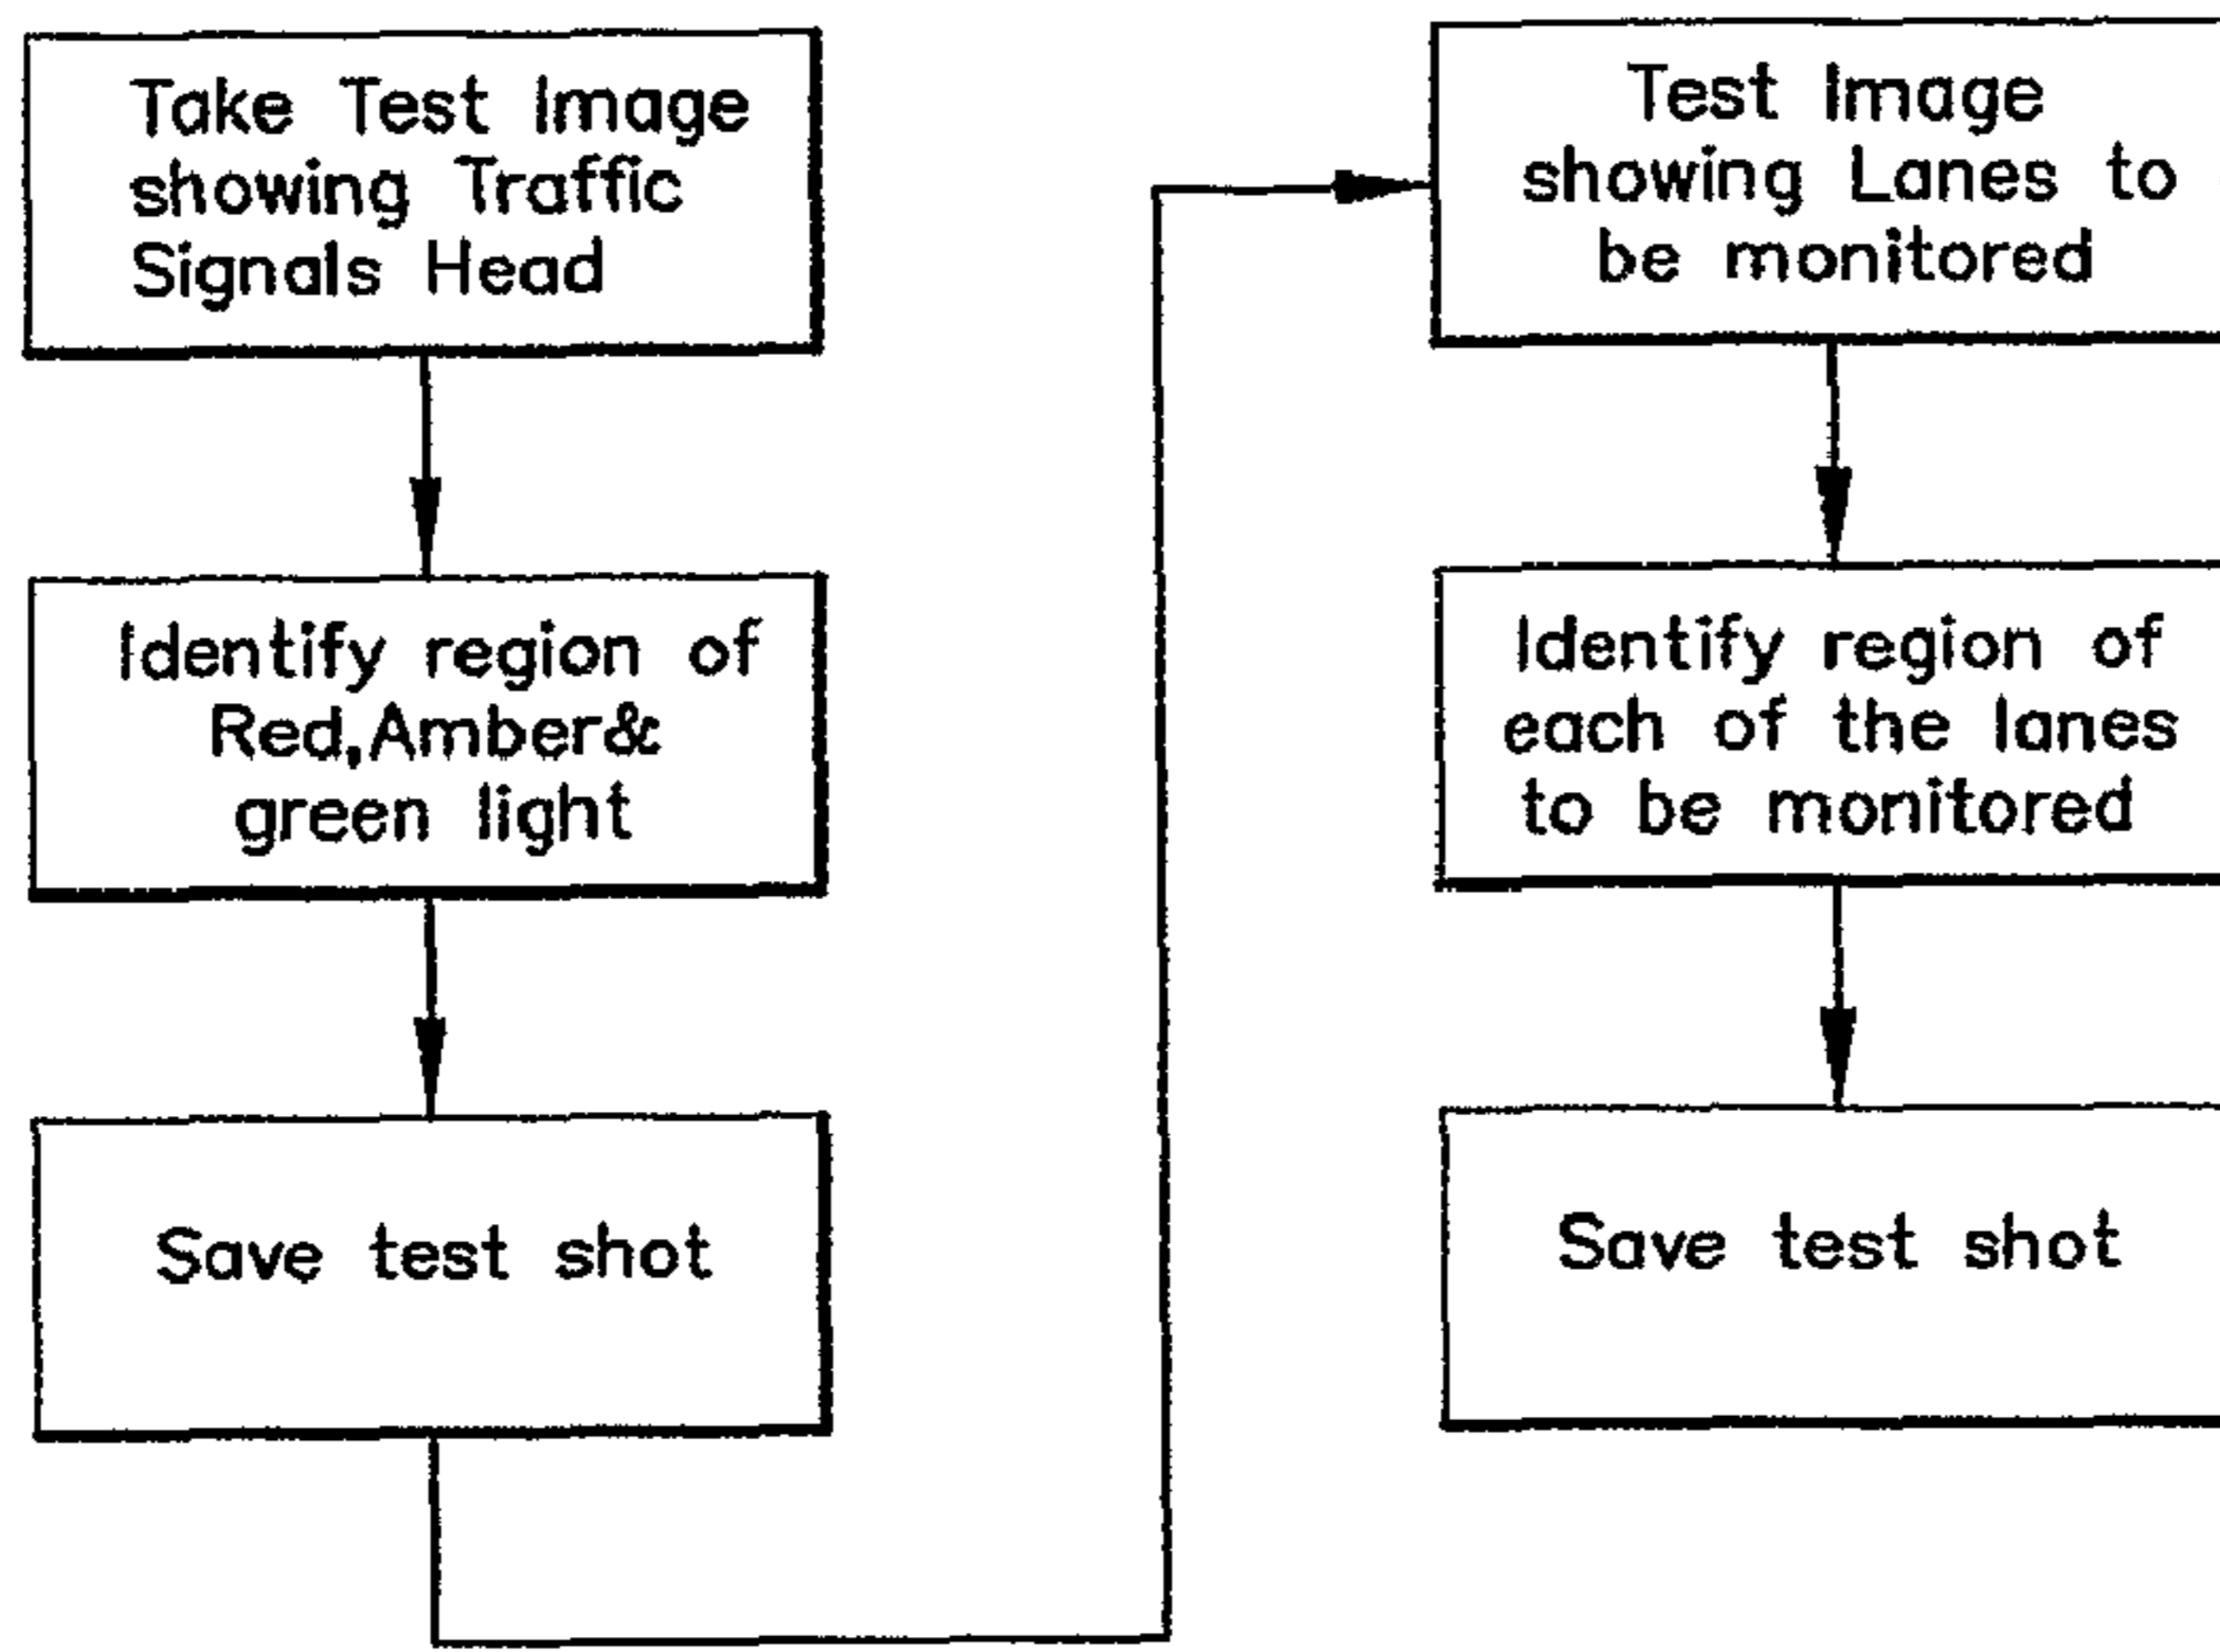 Take Test Image
showing Traffic
Signals Head
Identify region of
Red,Amber&
green light
Save test shot
Test Image
showing Lanes to
be monitored
Identify region of
each of the lanes
to be monitored
Save test shot